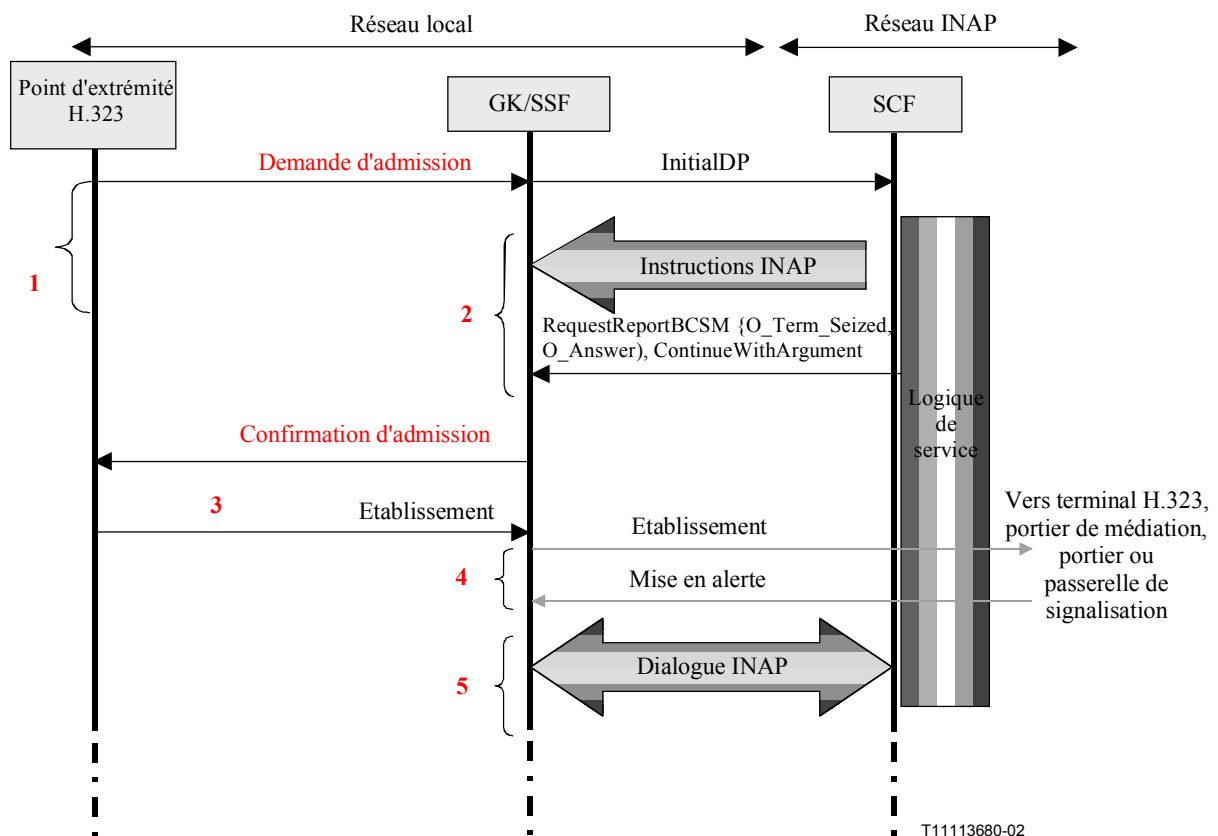 Réseau local
Réseau INAP
Point d'extrémité
H.323
GK/SSF
SCF
Demande d'admission
InitialDP
1
2
Instructions INAP
RequestReportBCSM {O_Term_Seized,
O_Answer), ContinueWithArgument
Logique
de
service
Confirmation d'admission
3
Etablissement
Etablissement
Vers terminal H.323,
portier de médiation,
portier ou
passerelle de
signalisation
4
Mise en alerte
5
Dialogue INAP
T11113680-02